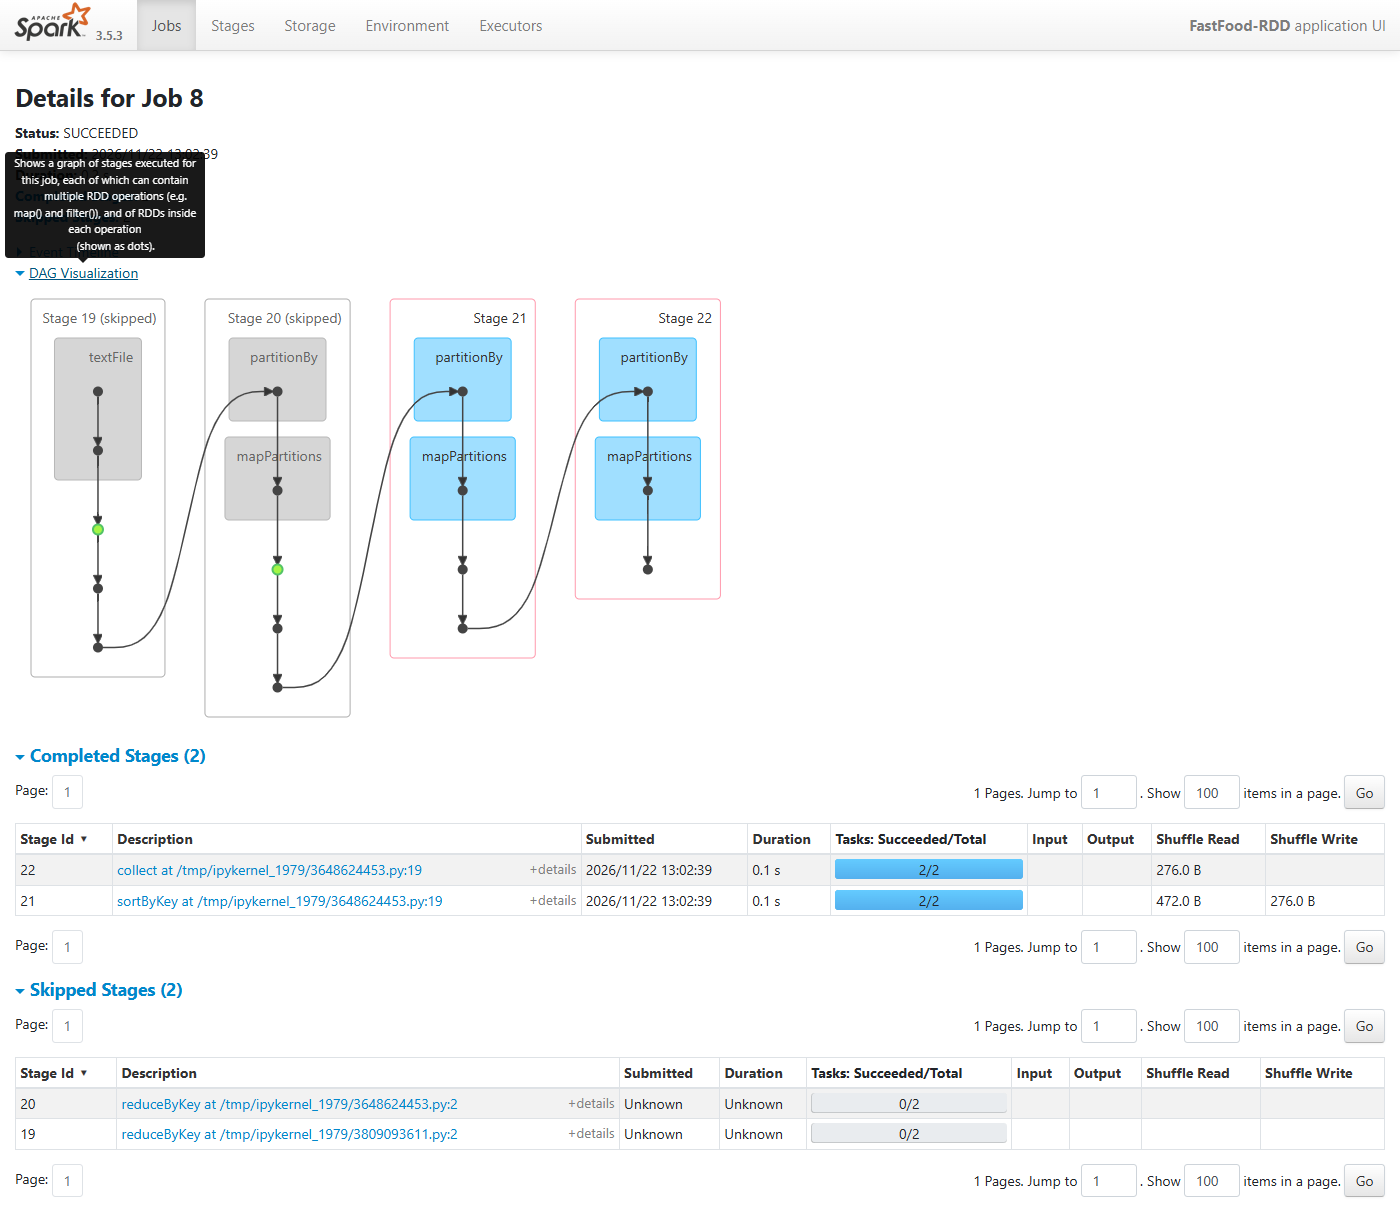 APACHE Spark 3.5.3 Jobs Stages Storage Environment Executors FastFood-RDD application UI
Details for Job 8
Status: SUCCEEDED
Submitted: 2026/11/22 13:02:39
Shows a graph of stages executed for
this job, each of which can contain
multiple RDD operations (e.g.
map() and filter()), and of RDDs inside
each operation
(shown as dots).
DAG Visualization
Stage 19 (skipped) Stage 20 (skipped) Stage 21 Stage 22
textFile partitionBy partitionBy partitionBy
mapPartitions mapPartitions mapPartitions
Completed Stages (2)
Page: 1 1 Pages. Jump to 1 . Show 100 items in a page. Go
Stage Id ▾ Description Submitted Duration Tasks: Succeeded/Total Input Output Shuffle Read Shuffle Write
22 collect at /tmp/ipykernel_1979/3648624453.py:19 +details 2026/11/22 13:02:39 0.1 s 2/2 276.0 B
21 sortByKey at /tmp/ipykernel_1979/3648624453.py:19 +details 2026/11/22 13:02:39 0.1 s 2/2 472.0 B 276.0 B
Page: 1 1 Pages. Jump to 1 . Show 100 items in a page. Go
Skipped Stages (2)
Page: 1 1 Pages. Jump to 1 . Show 100 items in a page. Go
Stage Id ▾ Description Submitted Duration Tasks: Succeeded/Total Input Output Shuffle Read Shuffle Write
20 reduceByKey at /tmp/ipykernel_1979/3648624453.py:2 +details Unknown Unknown 0/2
19 reduceByKey at /tmp/ipykernel_1979/3809093611.py:2 +details Unknown Unknown 0/2
Page: 1 1 Pages. Jump to 1 . Show 100 items in a page. Go